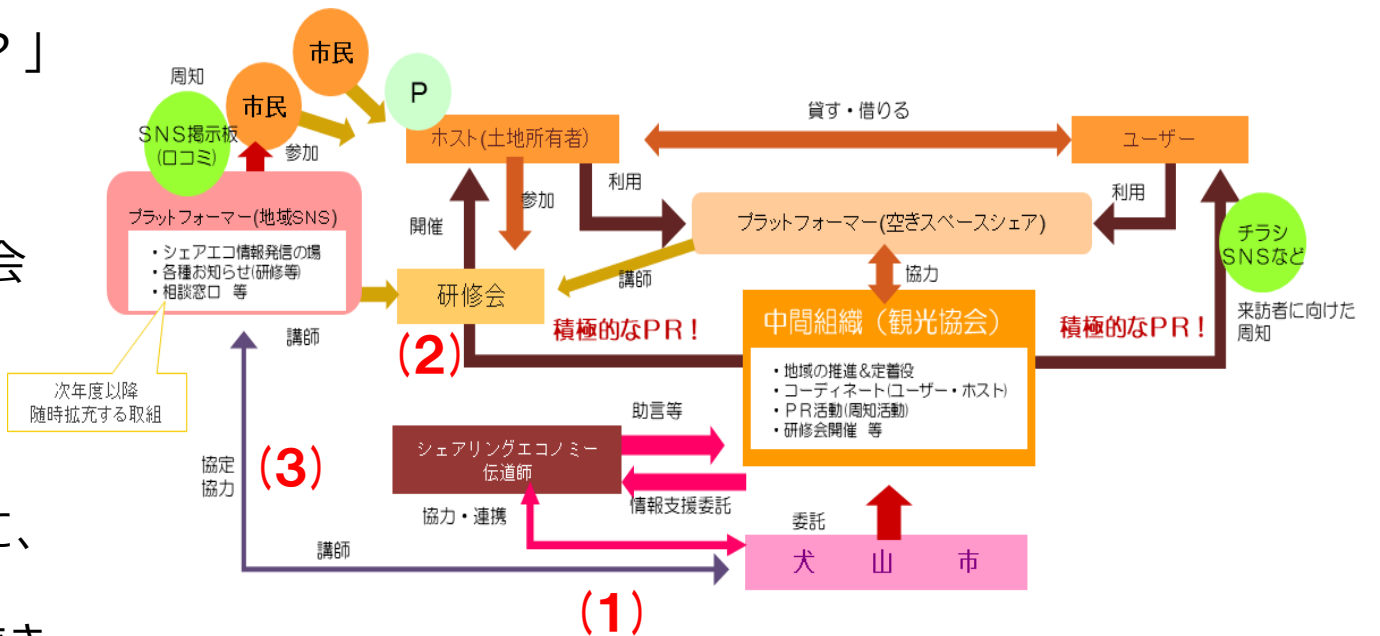 ？」
会
に、
市民
市民
周知
P
SNS掲示板
(口コミ)
参加
ホスト(土地所有者)
貸す・借りる
ユーザー
プラットフォーマー(地域SNS)
・シェアエコ情報発信の場
・各種お知らせ(研修等)
・相談窓口 等
開催
参加
利用
プラットフォーマー(空きスペースシェア)
利用
チラシ
SNSなど
来訪者に向けた
周知
講師
研修会
講師
協力
積極的なPR！
中間組織（観光協会）
・地域の推進&定着役
・コーディネート(ユーザー・ホスト)
・PR活動(周知活動)
・研修会開催 等
積極的なPR！
(2)
次年度以降
随時拡充する取組
助言等
シェアリングエコノミー
伝道師
情報支援委託
協定
協力
(3)
協力・連携
委託
講師
犬 山 市
(1)